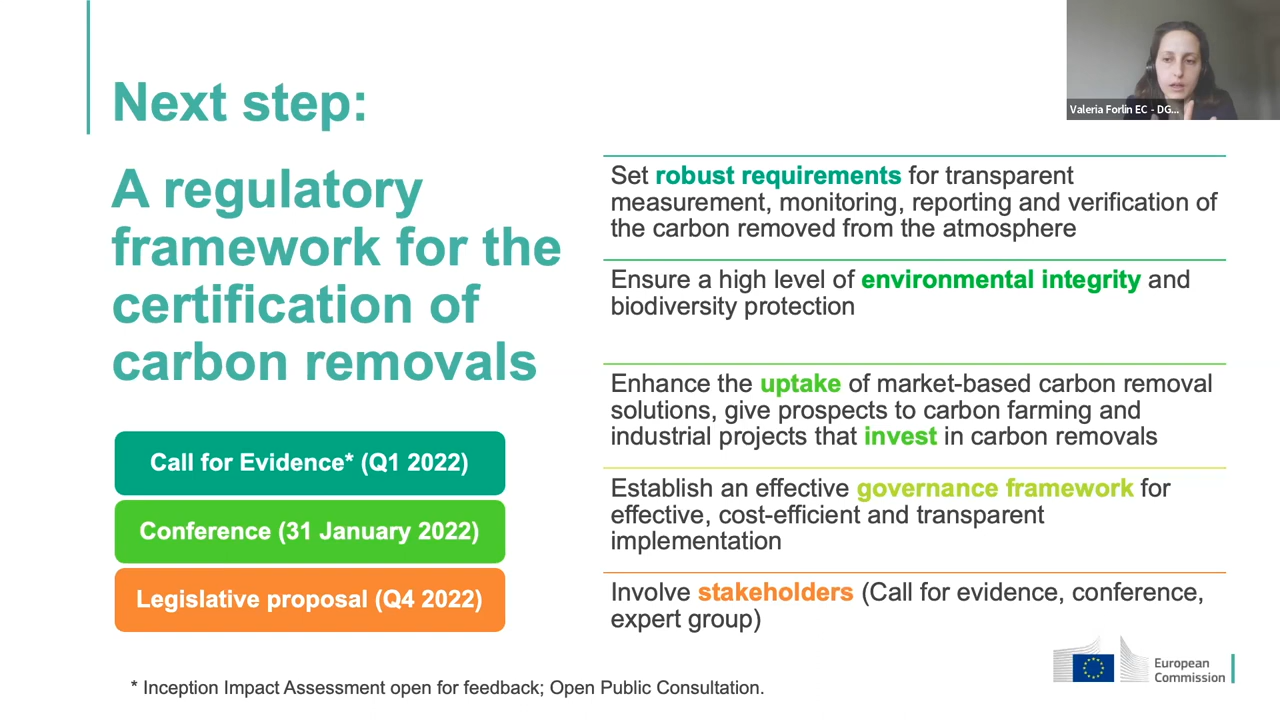 Next step:
A regulatory
framework for the
certification of
carbon removals
Call for Evidence* (Q1 2022)
Conference (31 January 2022)
Legislative proposal (Q4 2022)
* Inception Impact Assessment open for feedback; Open Public Consultation.
Valeria Forlin EC - DG...
Set robust requirements for transparent
measurement, monitoring, reporting and verification of
the carbon removed from the atmosphere
Ensure a high level of environmental integrity and
biodiversity protection
Enhance the uptake of market-based carbon removal
solutions, give prospects to carbon farming and
industrial projects that invest in carbon removals
Establish an effective governance framework for
effective, cost-efficient and transparent
implementation
Involve stakeholders (Call for evidence, conference,
expert group)
European
Commission